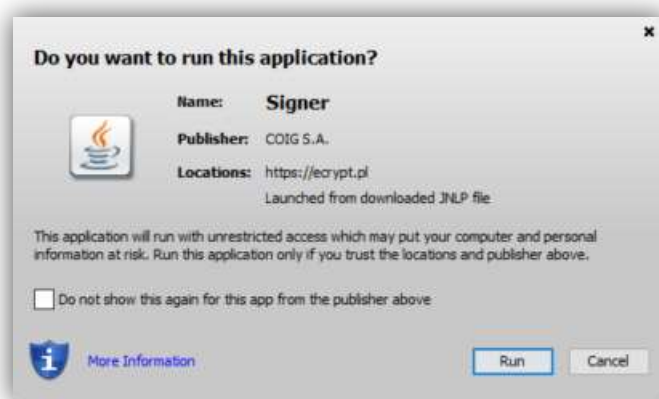 Do you want to run this application?
Name: Signer
Publisher: COIG S.A.
Locations: https://ecrypt.pl
Launched from downloaded JNLP file
This application will run with unrestricted access which may put your computer and personal
information at risk. Run this application only if you trust the locations and publisher above.
Do not show this again for this app from the publisher above
More Information
Run Cancel